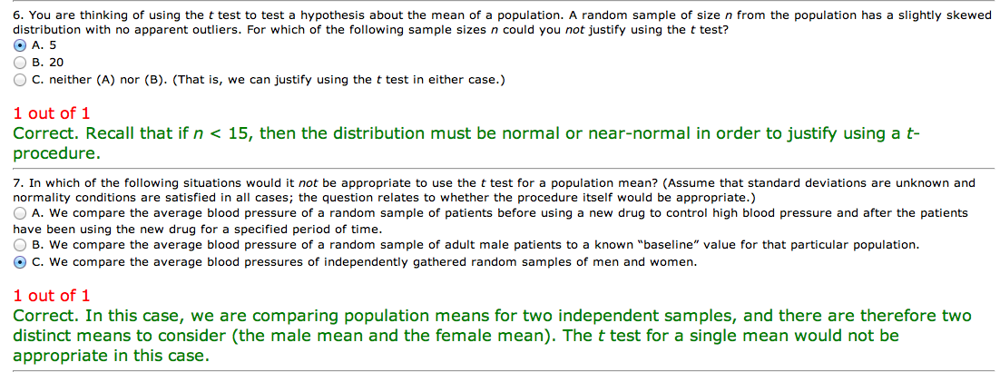 6. You are thinking of using the t test to test a hypothesis about the mean of a population. A random sample of size n from the population has a slightly skewed
distribution with no apparent outliers. For which of the following sample sizes n could you not justify using the t test?
A. 5
B. 20
C. neither (A) nor (B). (That is, we can justify using the t test in either case.)
1 out of 1
Correct. Recall that if n < 15, then the distribution must be normal or near-normal in order to justify using a t-
procedure.
7. In which of the following situations would it not be appropriate to use the t test for a population mean? (Assume that standard deviations are unknown and
normality conditions are satisfied in all cases; the question relates to whether the procedure itself would be appropriate.)
A. We compare the average blood pressure of a random sample of patients before using a new drug to control high blood pressure and after the patients
have been using the new drug for a specified period of time.
B. We compare the average blood pressure of a random sample of adult male patients to a known “baseline” value for that particular population.
C. We compare the average blood pressures of independently gathered random samples of men and women.
1 out of 1
Correct. In this case, we are comparing population means for two independent samples, and there are therefore two
distinct means to consider (the male mean and the female mean). The t test for a single mean would not be
appropriate in this case.